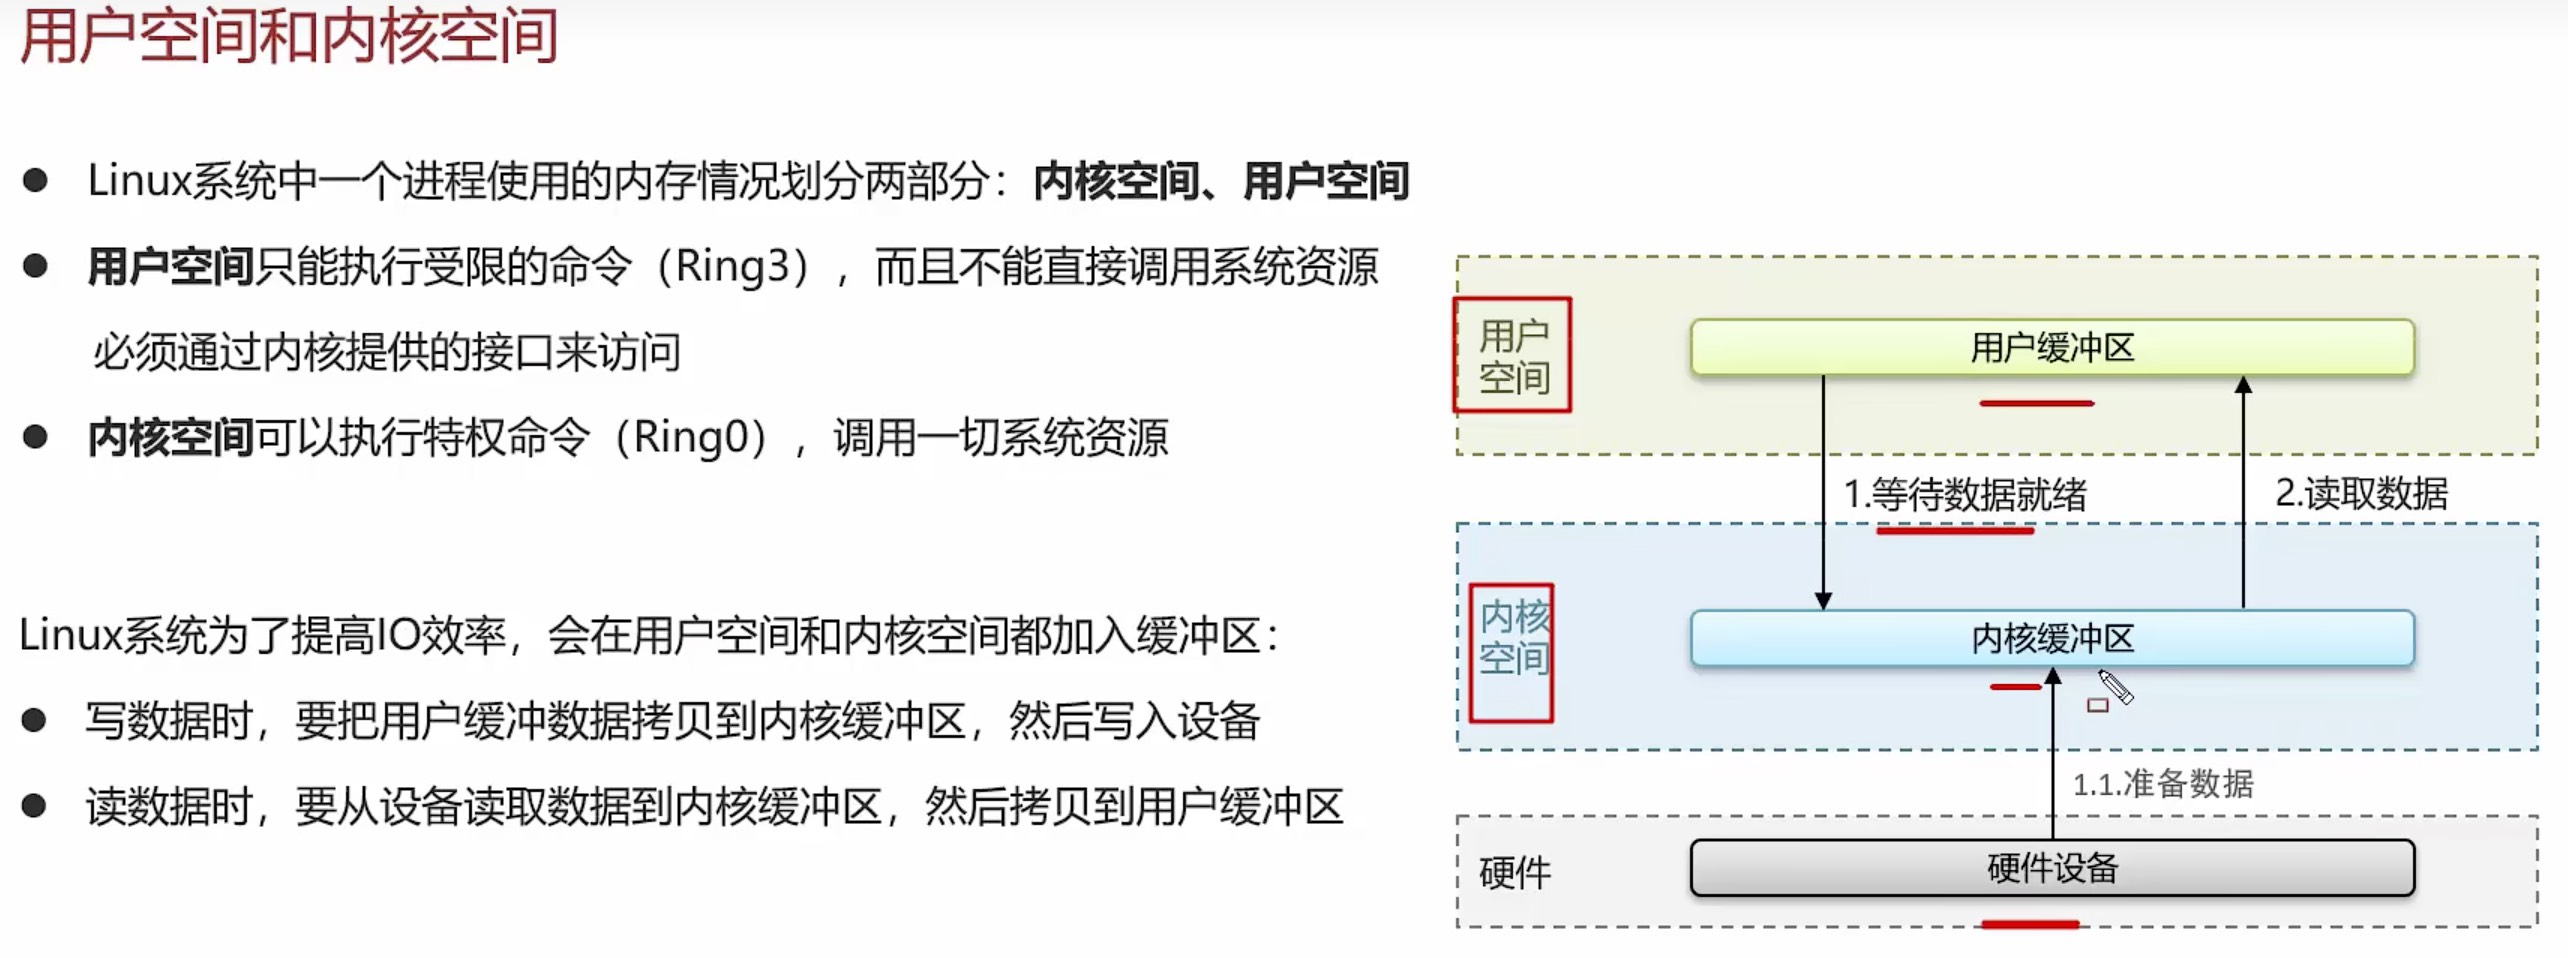 用户空间和内核空间
Linux系统中一个进程使用的内存情况划分两部分：内核空间、用户空间
用户空间只能执行受限的命令（Ring3），而且不能直接调用系统资源
必须通过内核提供的接口来访问
内核空间可以执行特权命令（Ring0），调用一切系统资源
Linux系统为了提高IO效率，会在用户空间和内核空间都加入缓冲区：
写数据时，要把用户缓冲数据拷贝到内核缓冲区，然后写入设备
读数据时，要从设备读取数据到内核缓冲区，然后拷贝到用户缓冲区
用户
空间
用户缓冲区
1.等待数据就绪
2.读取数据
内核
空间
内核缓冲区
1.1.准备数据
硬件
硬件设备